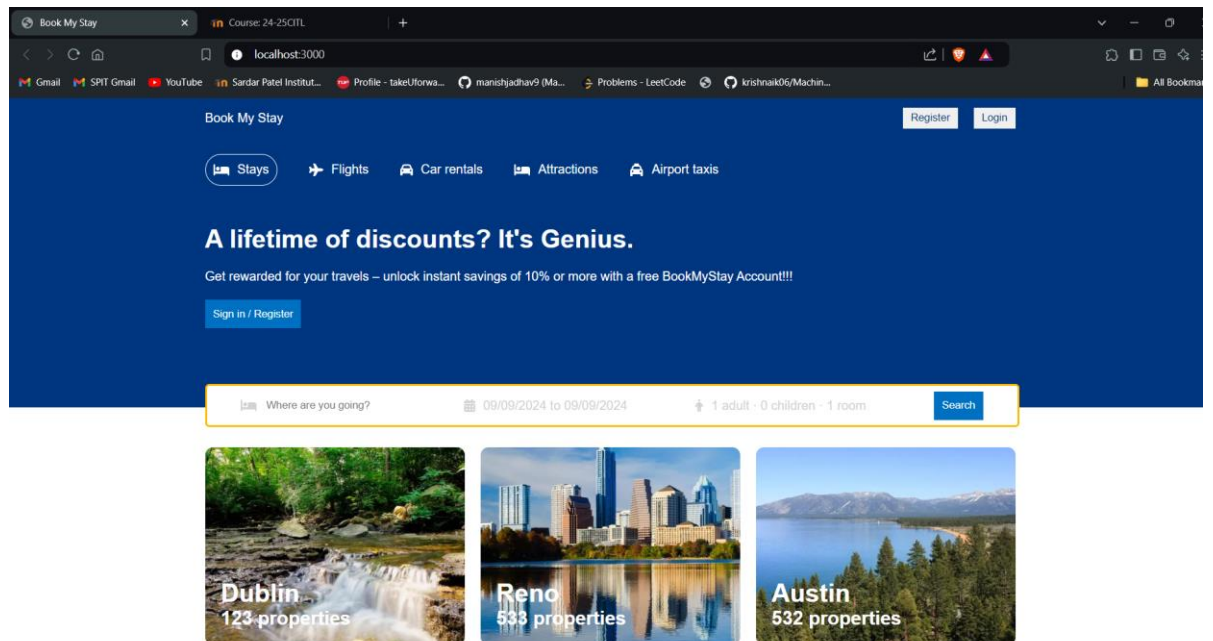 Book My Stay
Course: 24-25CITL
localhost:3000
Gmail SPIT Gmail YouTube Sardar Patel Institut... Profile - takeUforwa... manishjadhav9 (Ma... Problems - LeetCode krishnaik06/Machin... All Bookmar
Book My Stay Register Login
Stays Flights Car rentals Attractions Airport taxis
A lifetime of discounts? It's Genius.
Get rewarded for your travels – unlock instant savings of 10% or more with a free BookMyStay Account!!!
Sign in / Register
Where are you going? 09/09/2024 to 09/09/2024 1 adult · 0 children · 1 room Search
Dublin
123 properties
Reno
533 properties
Austin
532 properties